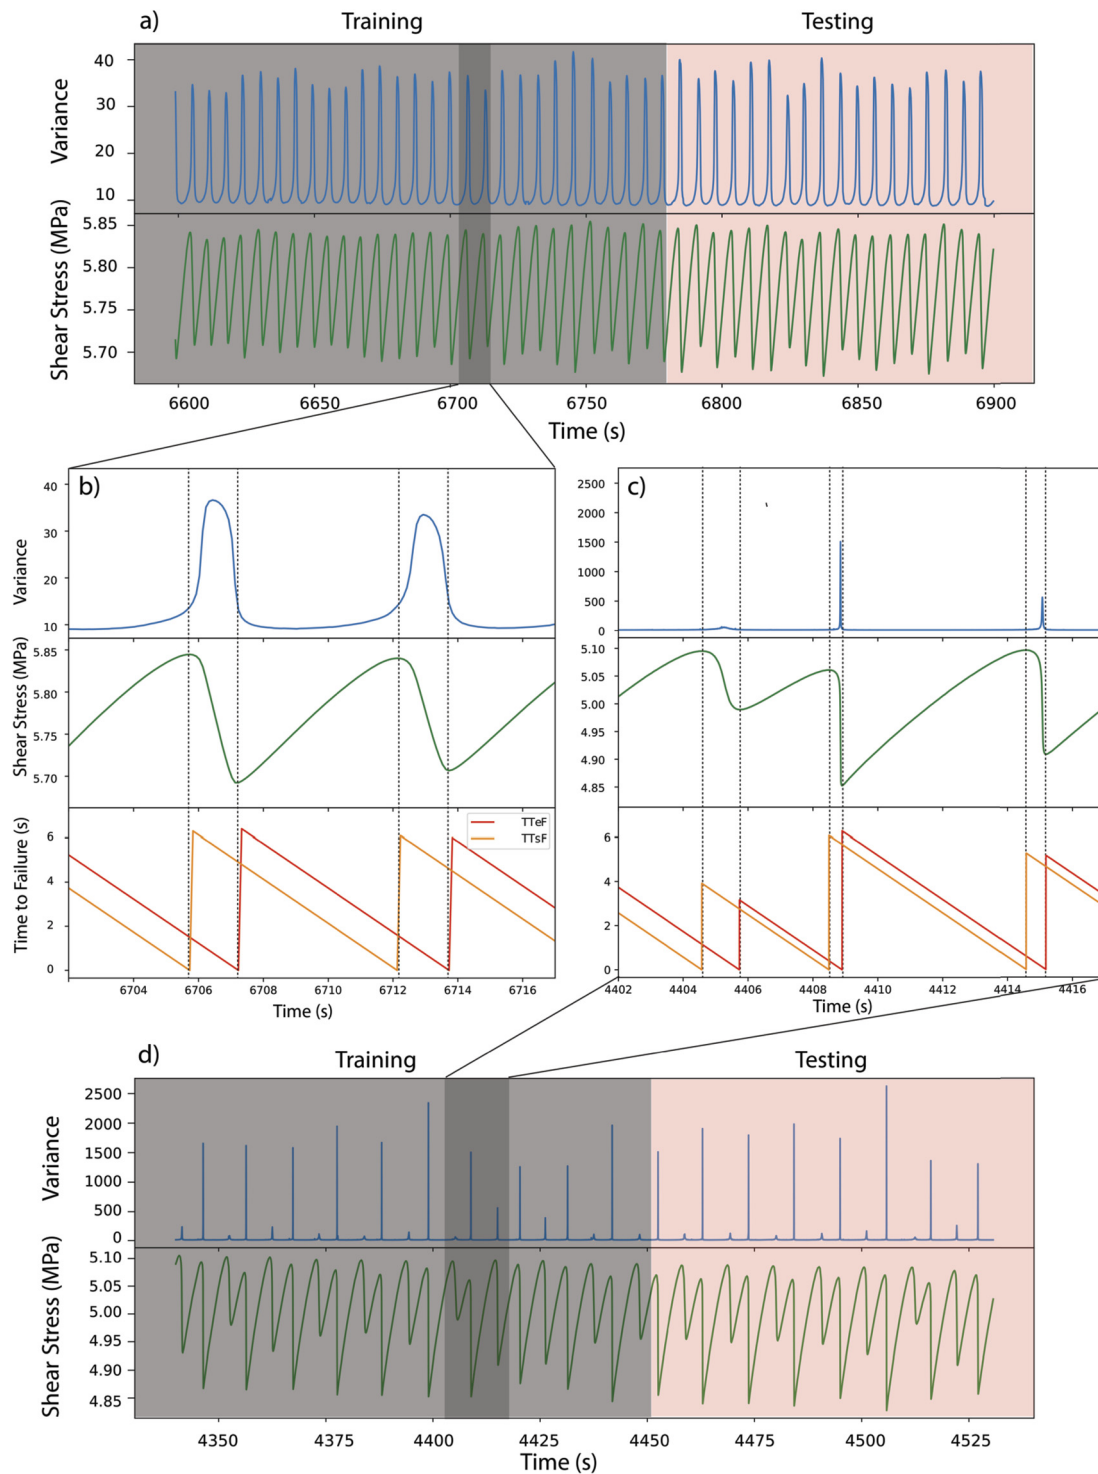 a) Training Testing
Variance
40
30
20
10
Shear Stress (MPa)
5.85
5.80
5.75
5.70
6600 6650 6700 6750 6800 6850 6900
Time (s)
b)
Variance
40
30
20
10
Shear Stress (MPa)
5.85
5.80
5.75
5.70
Time to Failure (s)
6
4
2
0
TTeF
TTsF
6704 6706 6708 6710 6712 6714 6716
Time (s)
c)
2500
2000
1500
1000
500
0
5.10
5.05
5.00
4.95
4.90
4.85
6
4
2
0
4402 4404 4406 4408 4410 4412 4414 4416
Time (s)
d) Training Testing
Variance
2500
2000
1500
1000
500
0
Shear Stress (MPa)
5.10
5.05
5.00
4.95
4.90
4.85
4350 4375 4400 4425 4450 4475 4500 4525
Time (s)